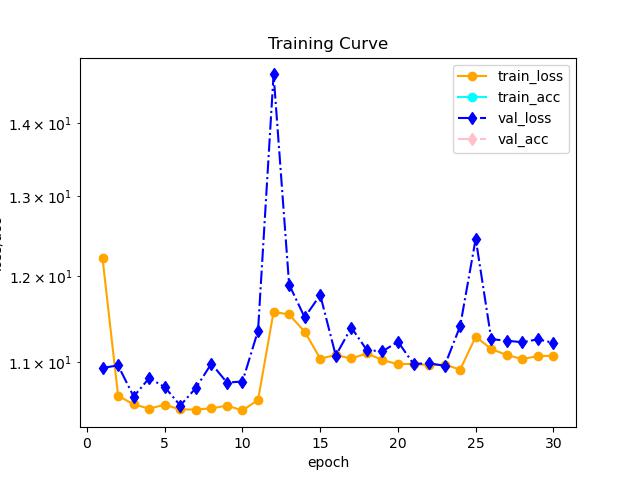 Training Curve
train_loss
train_acc
val_loss
val_acc
1.4 × 10¹
1.3 × 10¹
1.2 × 10¹
1.1 × 10¹
0 5 10 15 20 25 30
epoch